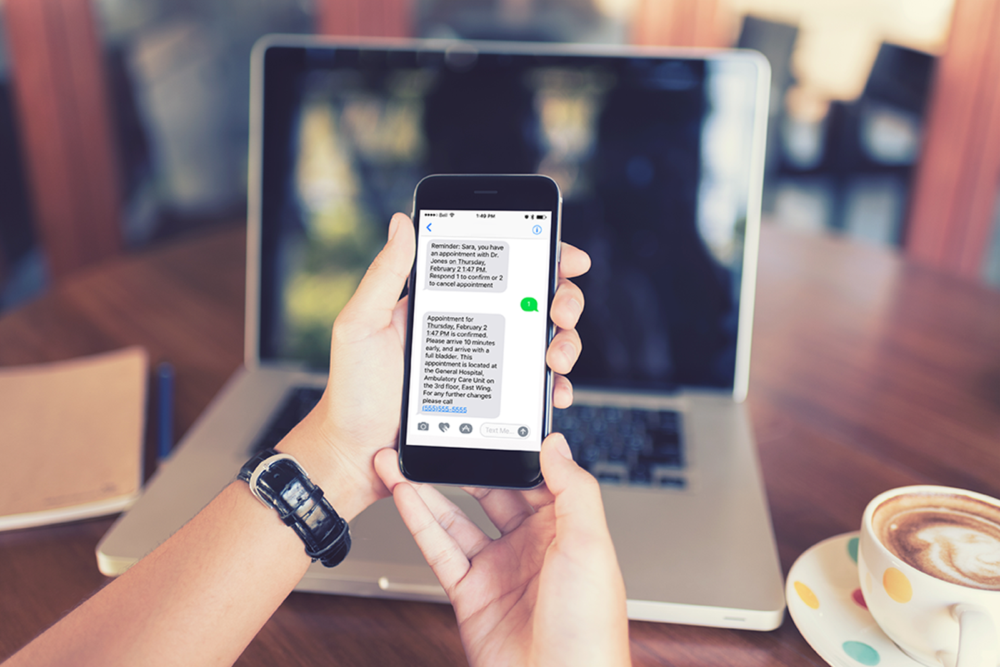 Bell
1:49 PM
Reminder: Sara, you have
an appointment with Dr.
Jones on Thursday,
February 2 1:47 PM.
Respond 1 to confirm or 2
to cancel appointment
1
Appointment for
Thursday, February 2
1:47 PM is confirmed.
Please arrive 10 minutes
early, and arrive with a
full bladder. This
appointment is located at
the General Hospital,
Ambulatory Care Unit on
the 3rd floor, East Wing.
For any further changes
please call
(555)555-5555
Text Me...